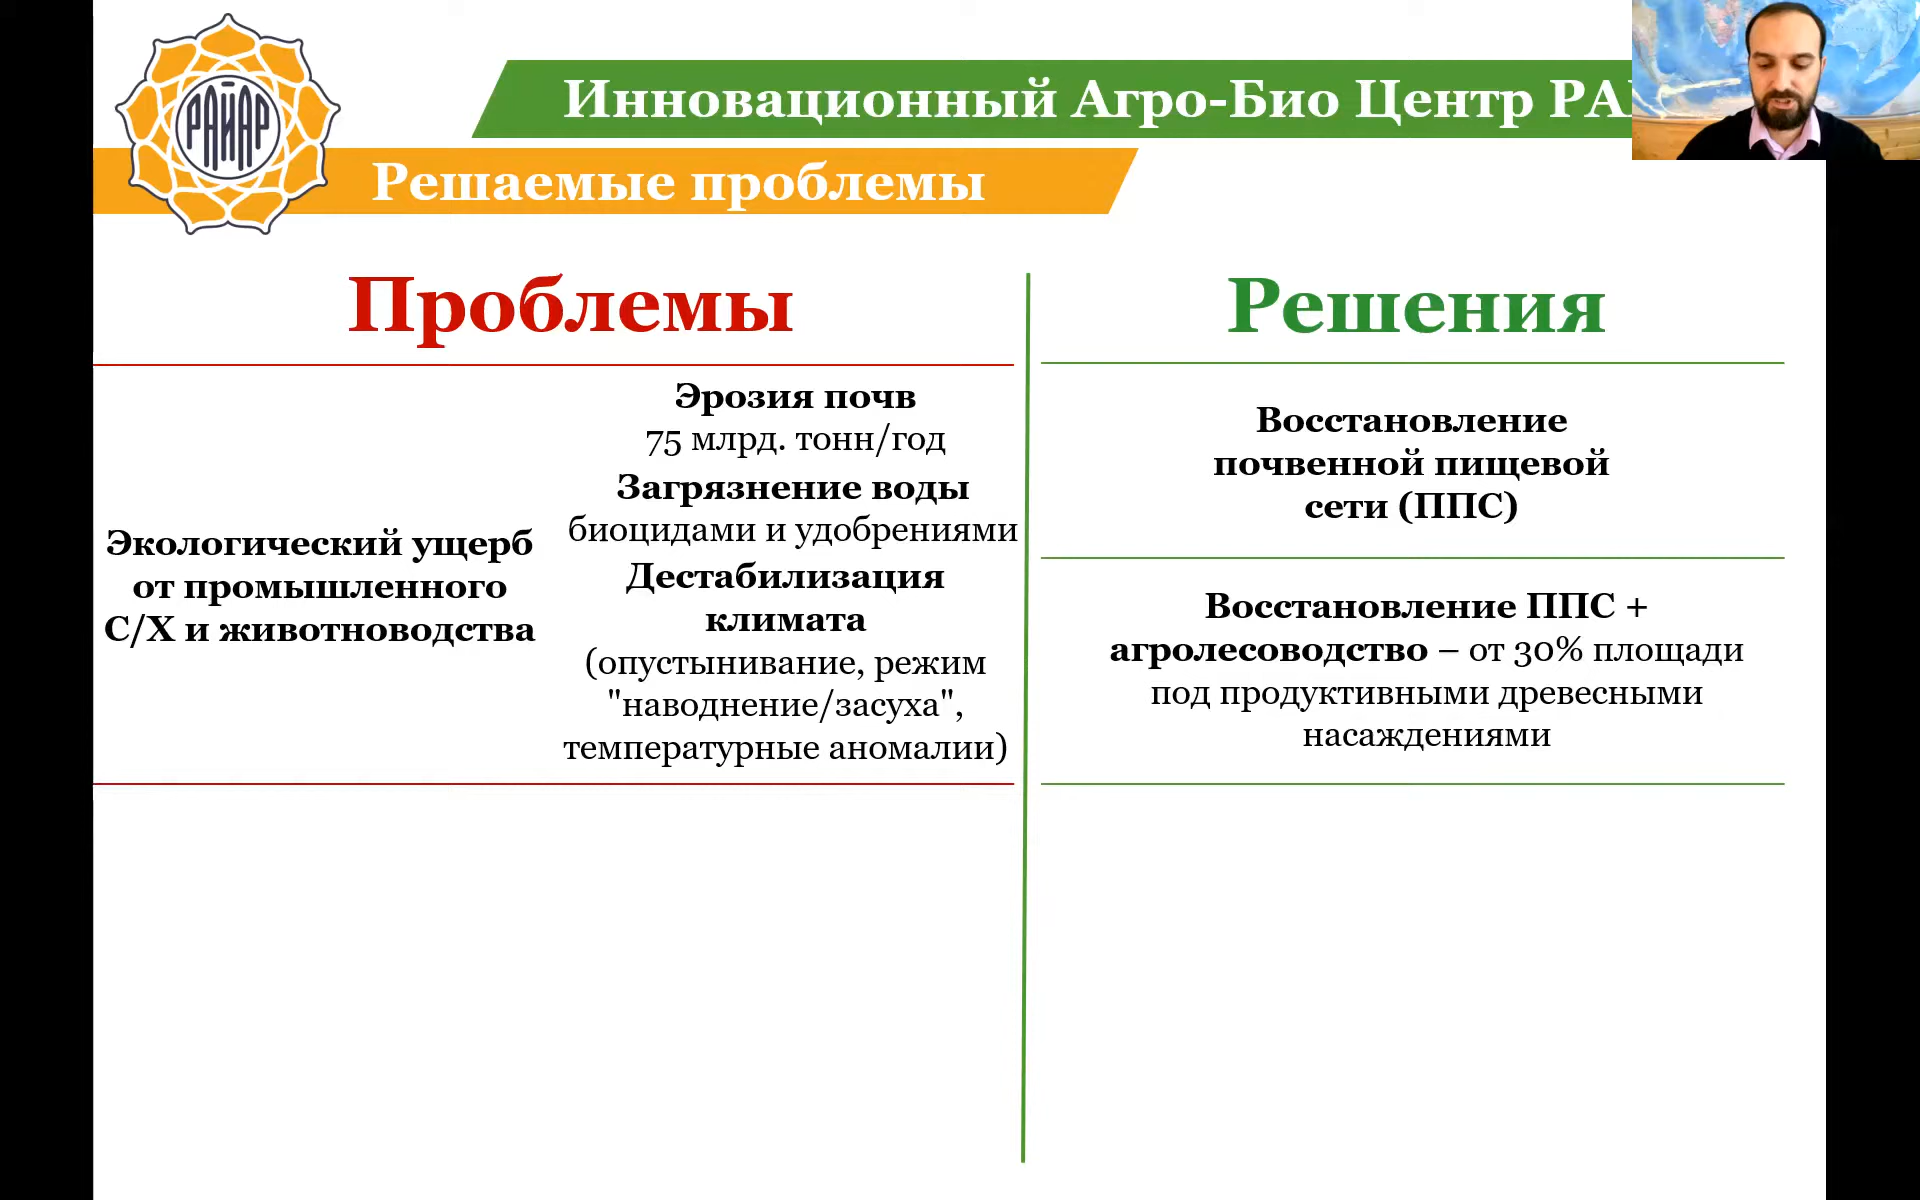 РАЙАР
Инновационный Агро-Био Центр
Решаемые проблемы
Проблемы
Экологический ущерб
от промышленного
С/Х и животноводства
Эрозия почв
75 млрд. тонн/год
Загрязнение воды
биоцидами и удобрениями
Дестабилизация
климата
(опустынивание, режим
"наводнение/засуха",
температурные аномалии)
Решения
Восстановление
почвенной пищевой
сети (ППС)
Восстановление ППС +
агролесоводство – от 30% площади
под продуктивными древесными
насаждениями